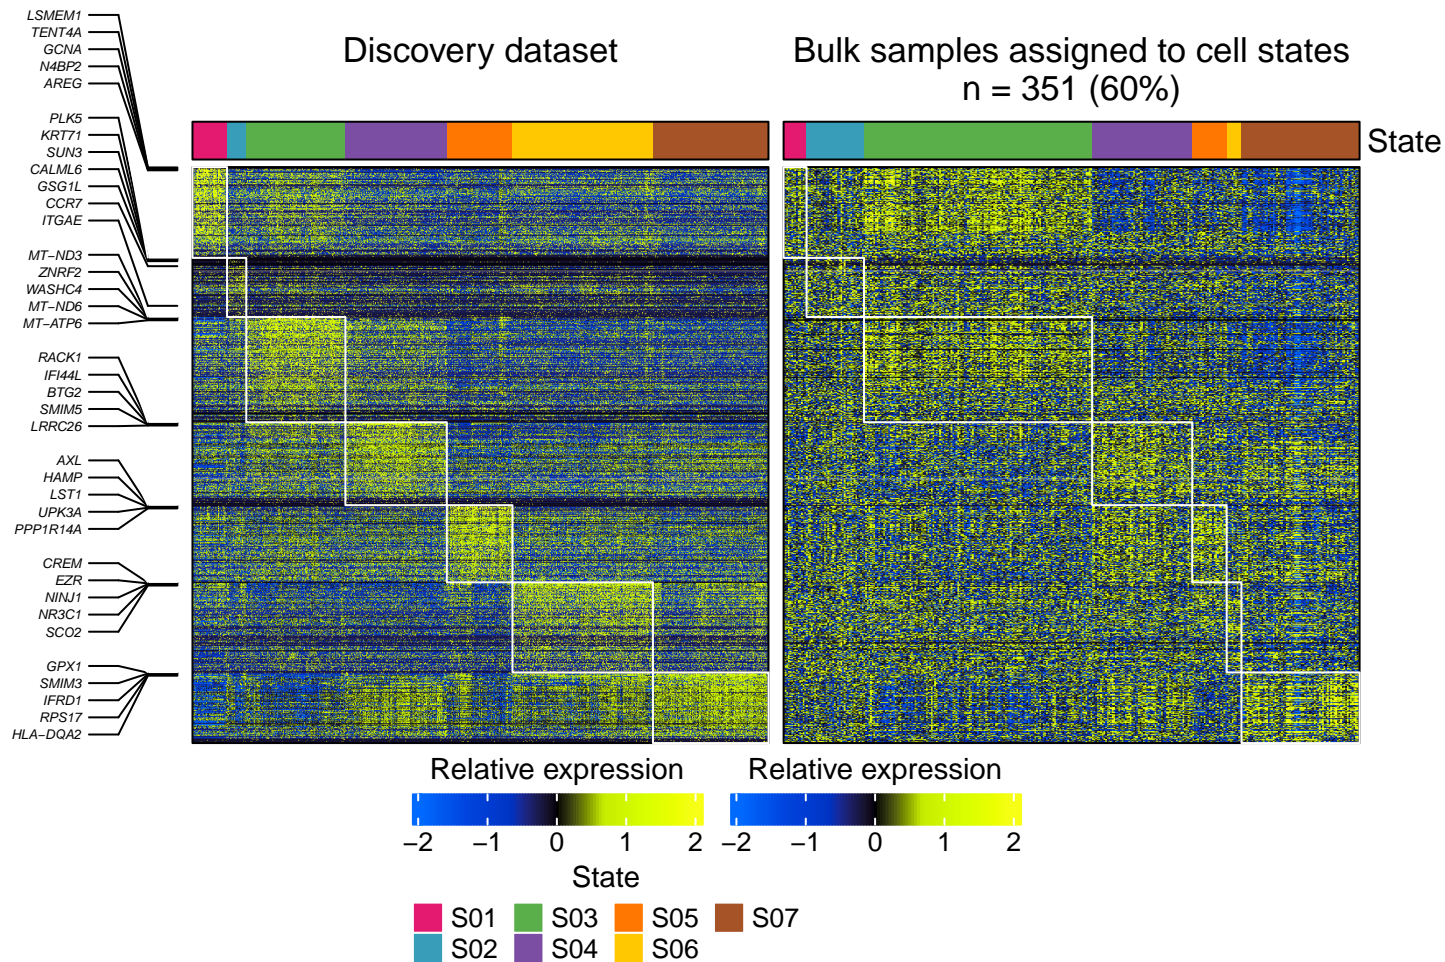 LSMEM1
TENT4A
GCNA
N4BP2
AREG
PLK5
KRT71
SUN3
CALML6
GSG1L
CCR7
ITGAE
MT−ND3
ZNRF2
WASHC4
MT−ND6
MT−ATP6
RACK1
IFI44L
BTG2
SMIM5
LRRC26
AXL
HAMP
LST1
UPK3A
PPP1R14A
CREM
EZR
NINJ1
NR3C1
SCO2
GPX1
SMIM3
IFRD1
RPS17
HLA−DQA2
Discovery dataset
Bulk samples assigned to cell states
n = 351 (60%)
State
Relative expression
−2 −1 0 1 2
Relative expression
−2 −1 0 1 2
State
S01 S03 S05 S07
S02 S04 S06